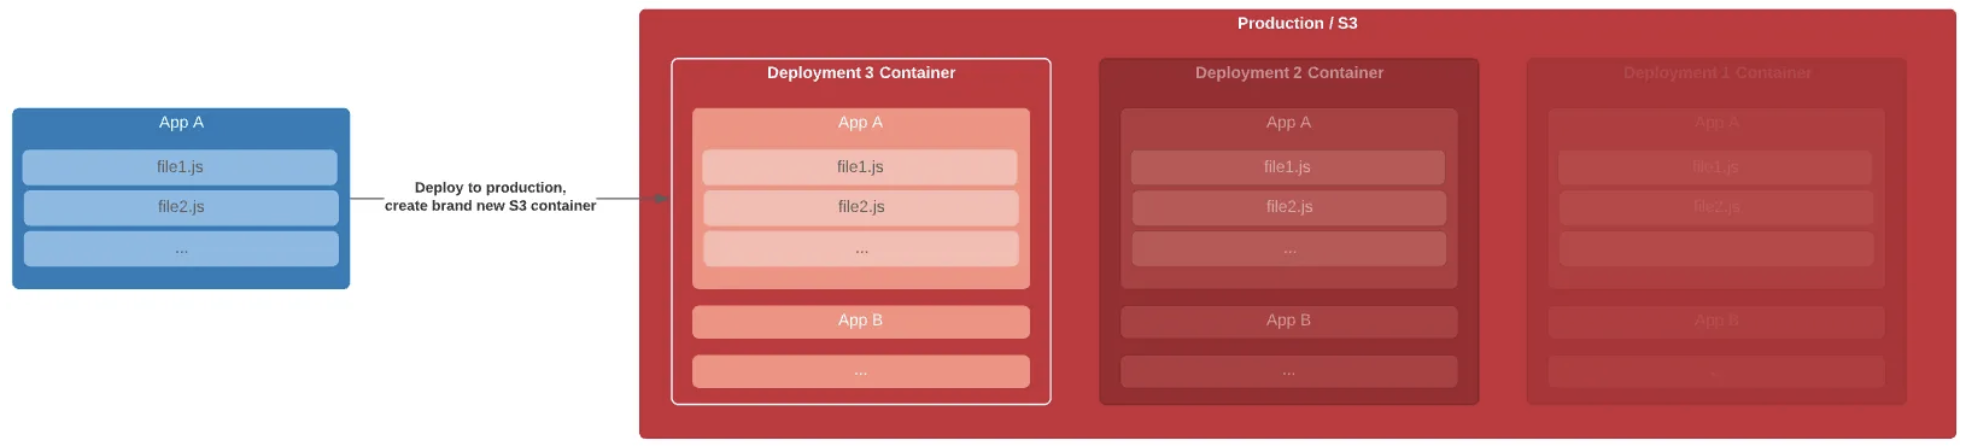 App A
file1.js
file2.js
...
Deploy to production,
create brand new S3 container
Production / S3
Deployment 3 Container
App A
file1.js
file2.js
...
App B
...
Deployment 2 Container
App A
file1.js
file2.js
...
App B
...
Deployment 1 Container
App A
file1.js
file2.js
App B
...